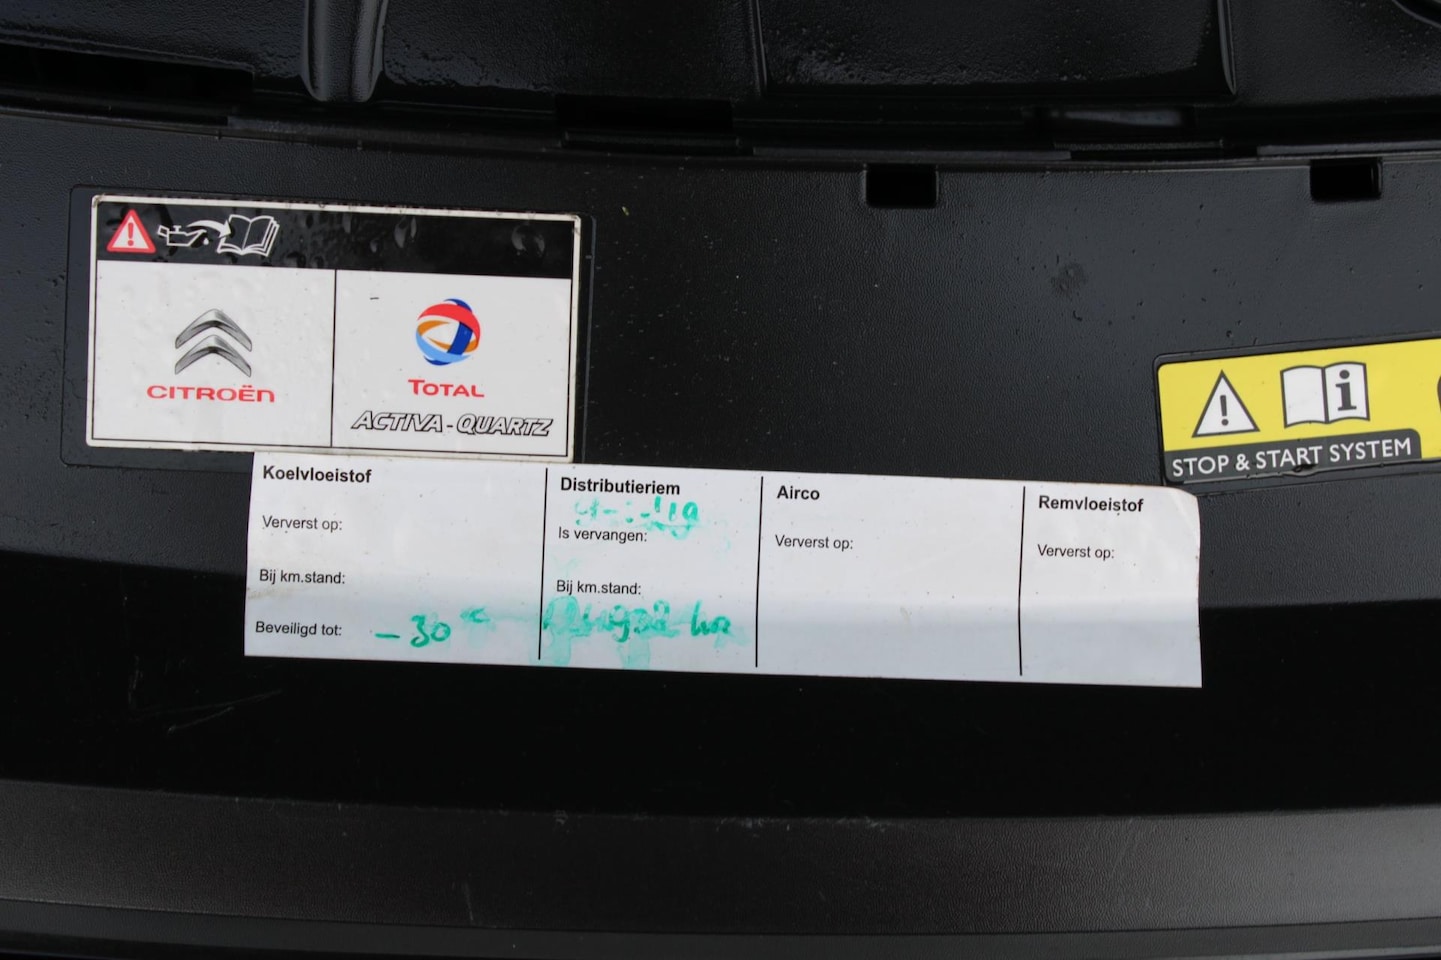 CITROËN
TOTAL
ACTIVA-QUARTZ
STOP & START SYSTEM
Koelvloeistof
Ververst op:
Bij km.stand:
Beveiligd tot: -30 °C
Distributieriem
Is vervangen:
Bij km.stand:
Airco
Ververst op:
Remvloeistof
Ververst op: